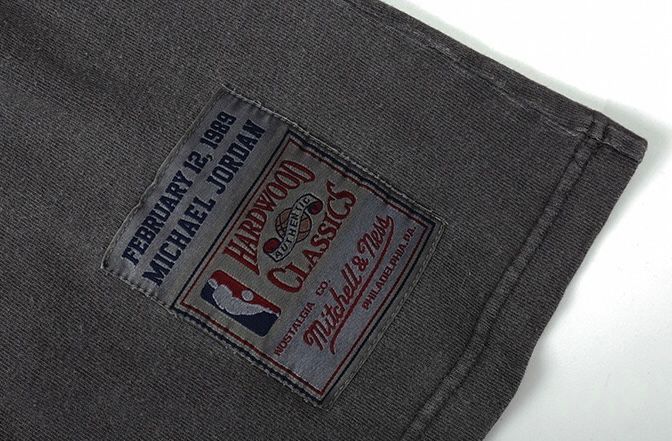 FEBRUARY 12, 1989
MICHAEL JORDAN
HARDWOOD
AUTHENTIC
CLASSICS
NOSTALGIA CO.
Mitchell & Ness
PHILADELPHIA, PA.